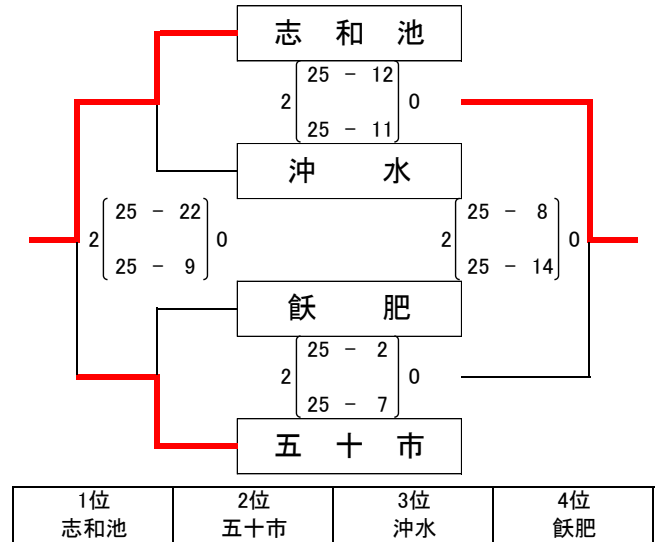 志和池
25 - 12
2 0
25 - 11
沖水
25 - 22
2 0
25 - 9
25 - 8
2 0
25 - 14
飫肥
25 - 2
2 0
25 - 7
五十市
1位 2位 3位 4位
志和池 五十市 沖水 飫肥